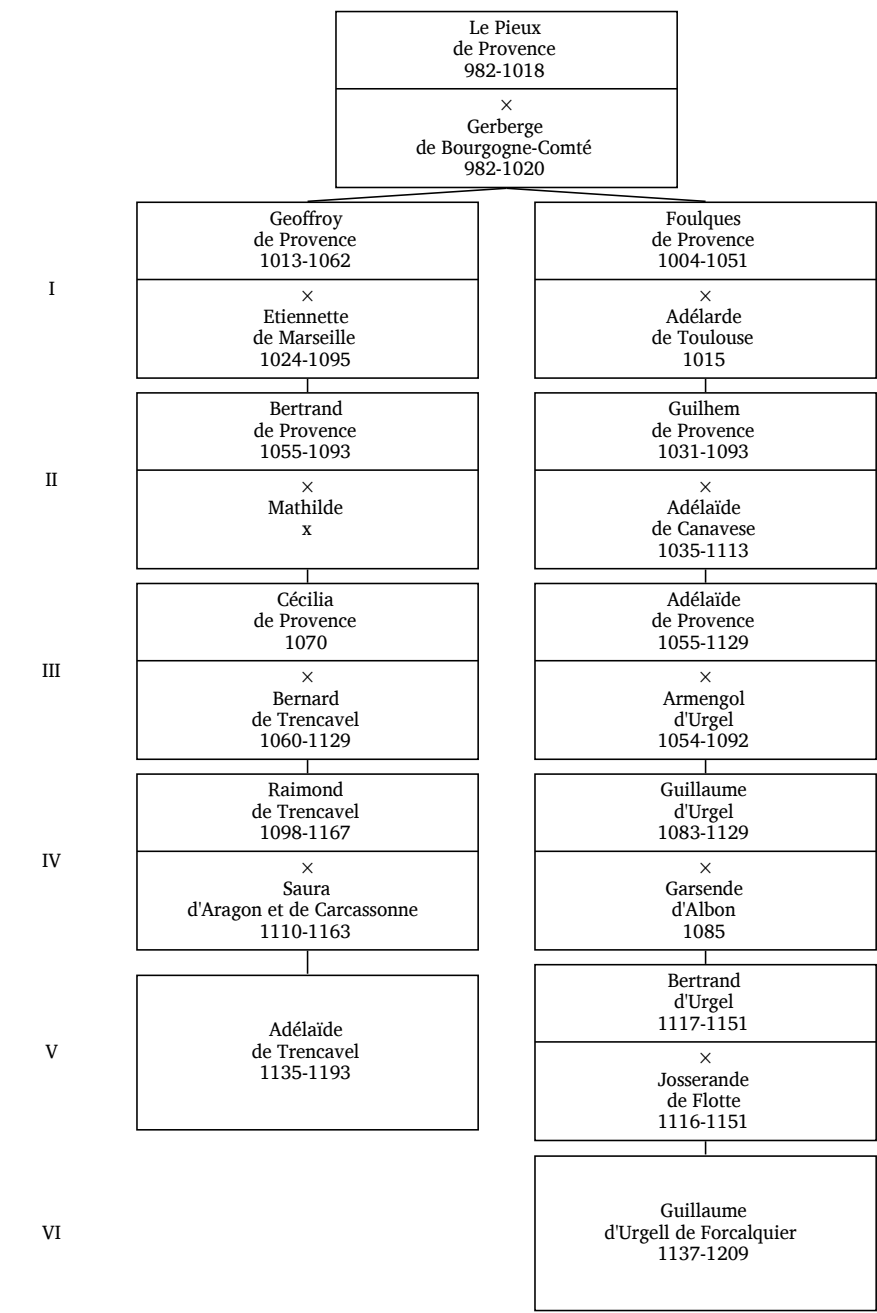 Le Pieux
de Provence
982-1018
×
Gerberge
de Bourgogne-Comté
982-1020
I
Geoffroy
de Provence
1013-1062
×
Etiennette
de Marseille
1024-1095
Foulques
de Provence
1004-1051
×
Adélarde
de Toulouse
1015
II
Bertrand
de Provence
1055-1093
×
Mathilde
x
Guilhem
de Provence
1031-1093
×
Adélaïde
de Canavese
1035-1113
III
Cécilia
de Provence
1070
×
Bernard
de Trencavel
1060-1129
Adélaïde
de Provence
1055-1129
×
Armengol
d'Urgel
1054-1092
IV
Raimond
de Trencavel
1098-1167
×
Saura
d'Aragon et de Carcassonne
1110-1163
Guillaume
d'Urgel
1083-1129
×
Garsende
d'Albon
1085
V
Adélaïde
de Trencavel
1135-1193
Bertrand
d'Urgel
1117-1151
×
Josserande
de Flotte
1116-1151
VI
Guillaume
d'Urgell de Forcalquier
1137-1209